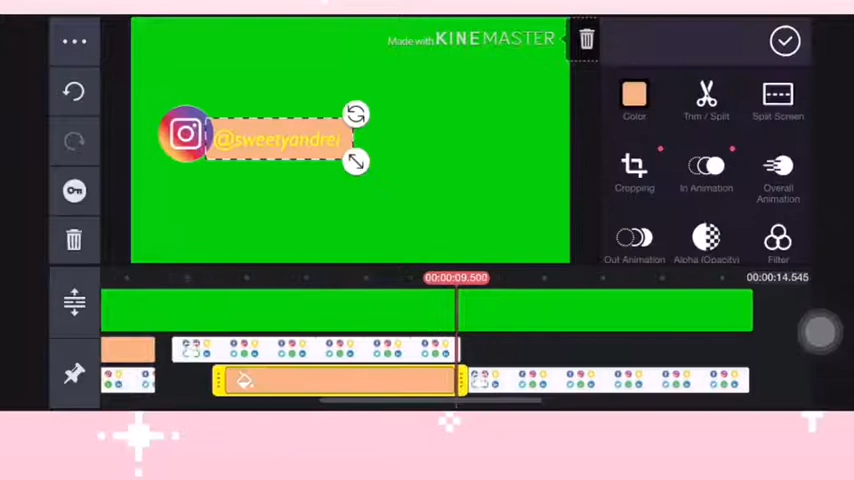 Made with KINEMASTER
@sweetyandrei
Color
Trim / Split
Split Screen
Cropping
In Animation
Overall
Animation
Out Animation
Alpha (Opacity)
Filter
00:00:09.500
00:00:14.545